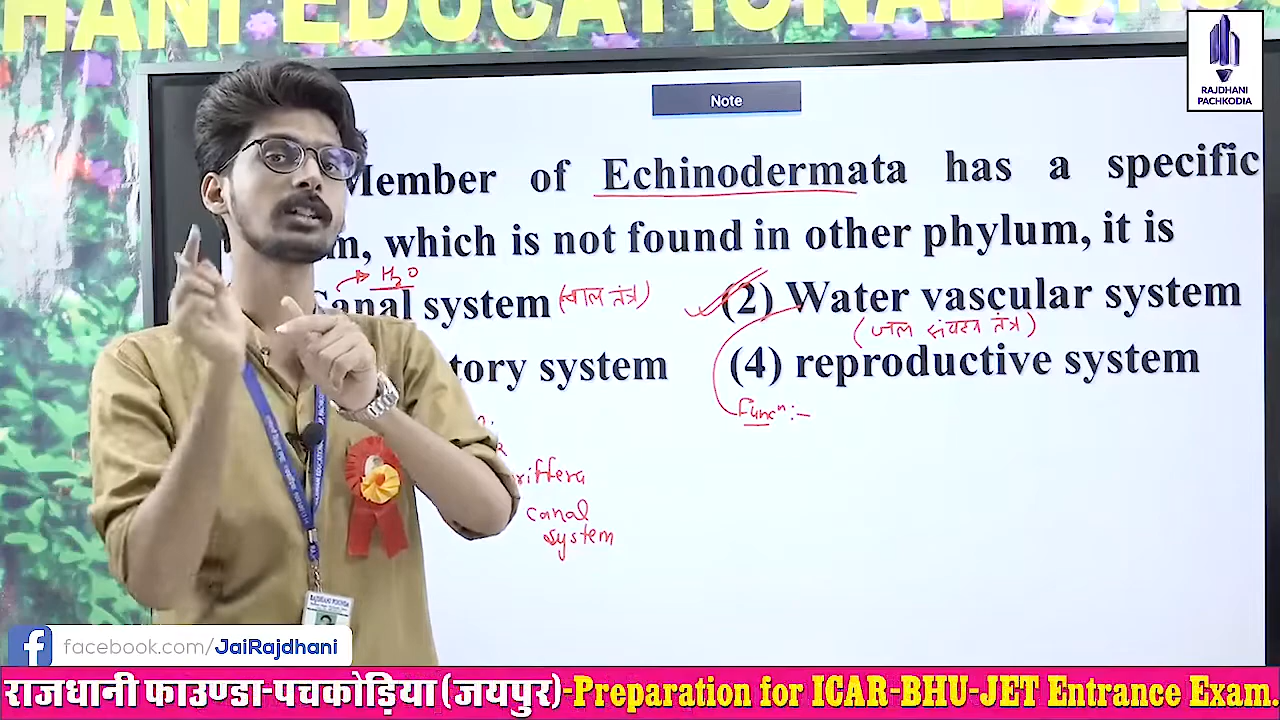 HANI EDUCATIONAL GROU
RAJDHANI
PACHKODIA
Note
Member of Echinodermata has a specific
m, which is not found in other phylum, it is
H₂O
Canal system (नाल तंत्र) (2) Water vascular system
(जल संवहन तंत्र)
tory system (4) reproductive system
Funcⁿ:-
riffera
canal
system
facebook.com/JaiRajdhani
राजधानी फाउण्डा-पचकोड़िया (जयपुर)-Preparation for ICAR-BHU-JET Entrance Exam.